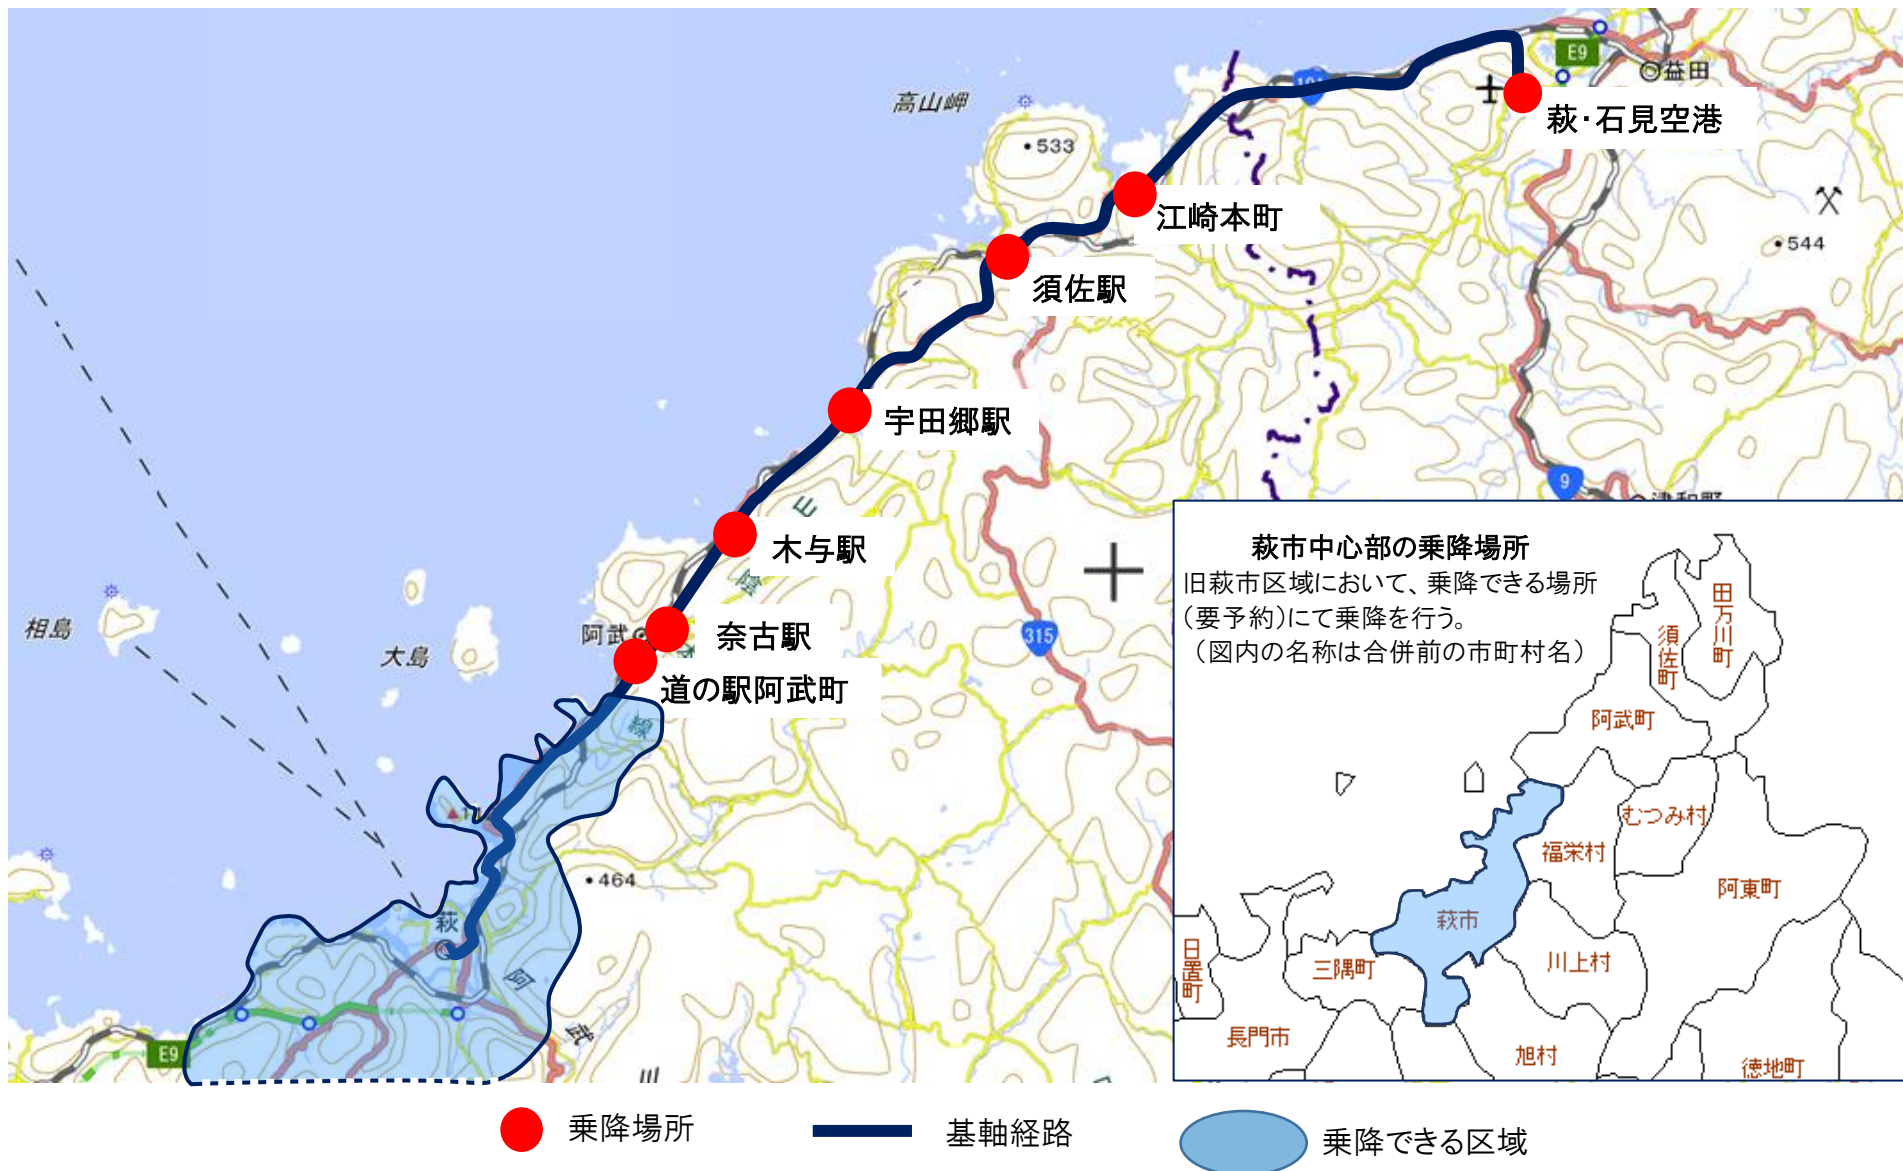 高山岬
533
E9
益田
萩・石見空港
江崎本町
544
須佐駅
宇田郷駅
山
9
木与駅
陰
相島
大島
阿武
奈古駅
315
道の駅阿武町
線
464
萩
阿
武
E9
萩市中心部の乗降場所
旧萩市区域において、乗降できる場所
(要予約)にて乗降を行う。
(図内の名称は合併前の市町村名)
田万川町
須佐町
阿武町
むつみ村
福栄村
阿東町
萩市
川上村
三隅町
日置町
長門市
旭村
徳地町
乗降場所
基軸経路
乗降できる区域